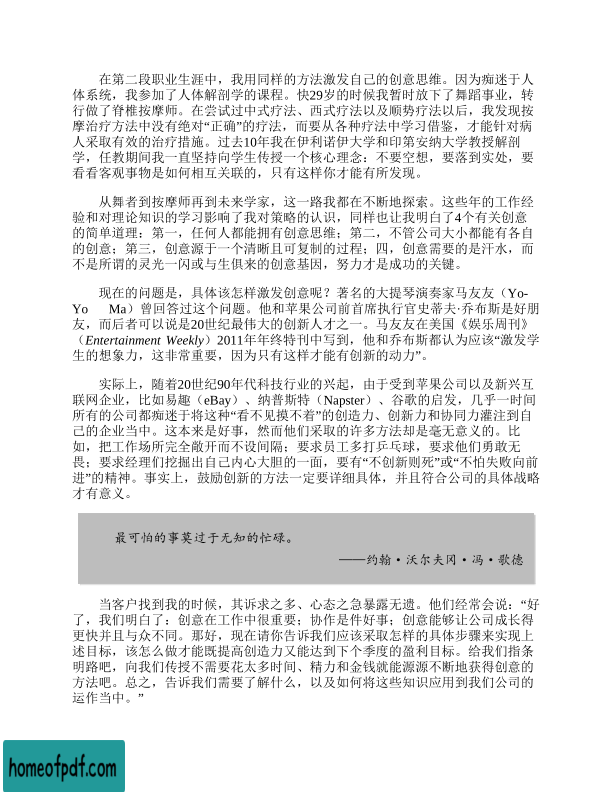 在第二段职业生涯中，我用同样的方法激发自己的创意思维。因为痴迷于人
体系统，我参加了人体解剖学的课程。快29岁的时候我暂时放下了舞蹈事业，转
行做了脊椎按摩师。在尝试过中式疗法、西式疗法以及顺势疗法以后，我发现按
摩治疗方法中没有绝对“正确”的疗法，而要从各种疗法中学习借鉴，才能针对病
人采取有效的治疗措施。过去10年我在伊利诺伊大学和印第安纳大学教授解剖
学，任教期间我一直坚持向学生传授一个核心理念：不要空想，要落到实处，要
看看客观事物是如何相互关联的，只有这样你才能有所发现。
从舞者到按摩师再到未来学家，这一路我都在不断地探索。这些年的工作经
验和对理论知识的学习影响了我对策略的认识，同样也让我明白了4个有关创意
的简单道理：第一，任何人都能拥有创意思维；第二，不管公司大小都能有各自
的创意；第三，创意源于一个清晰且可复制的过程；四，创意需要的是汗水，而
不是所谓的灵光一闪或与生俱来的创意基因，努力才是成功的关键。
现在的问题是，具体该怎样激发创意呢？著名的大提琴演奏家马友友（Yo-
Yo Ma）曾回答过这个问题。他和苹果公司前首席执行官史蒂夫·乔布斯是好朋
友，而后者可以说是20世纪最伟大的创新人才之一。马友友在美国《娱乐周刊》
（Entertainment Weekly）2011年年终特刊中写到，他和乔布斯都认为应该“激发学
生的想象力，这非常重要，因为只有这样才能有创新的动力”。
实际上，随着20世纪90年代科技行业的兴起，由于受到苹果公司以及新兴互
联网企业，比如易趣（eBay）、纳普斯特（Napster）、谷歌的启发，几乎一时间
所有的公司都痴迷于将这种“看不见摸不着”的创造力、创新力和协同力灌注到自
己的企业当中。这本来是好事，然而他们采取的许多方法却是毫无意义的。比
如，把工作场所完全敞开而不设间隔；要求员工多打乒乓球，要求他们勇敢无
畏；要求经理们挖掘出自己内心大胆的一面，要有“不创新则死”或“不怕失败向前
进”的精神。事实上，鼓励创新的方法一定要详细具体，并且符合公司的具体战略
才有意义。
最可怕的事莫过于无知的忙碌。
——约翰·沃尔夫冈·冯·歌德
当客户找到我的时候，其诉求之多、心态之急暴露无遗。他们经常会说：“好
了，我们明白了：创意在工作中很重要；协作是件好事；创意能够让公司成长得
更快并且与众不同。那好，现在请你告诉我们应该采取怎样的具体步骤来实现上
述目标，该怎么做才能既提高创造力又能达到下个季度的盈利目标。给我们指条
明路吧，向我们传授不需要花太多时间、精力和金钱就能源源不断地获得创意的
方法吧。总之，告诉我们需要了解什么，以及如何将这些知识应用到我们公司的
运作当中。”
homeofpdf.com